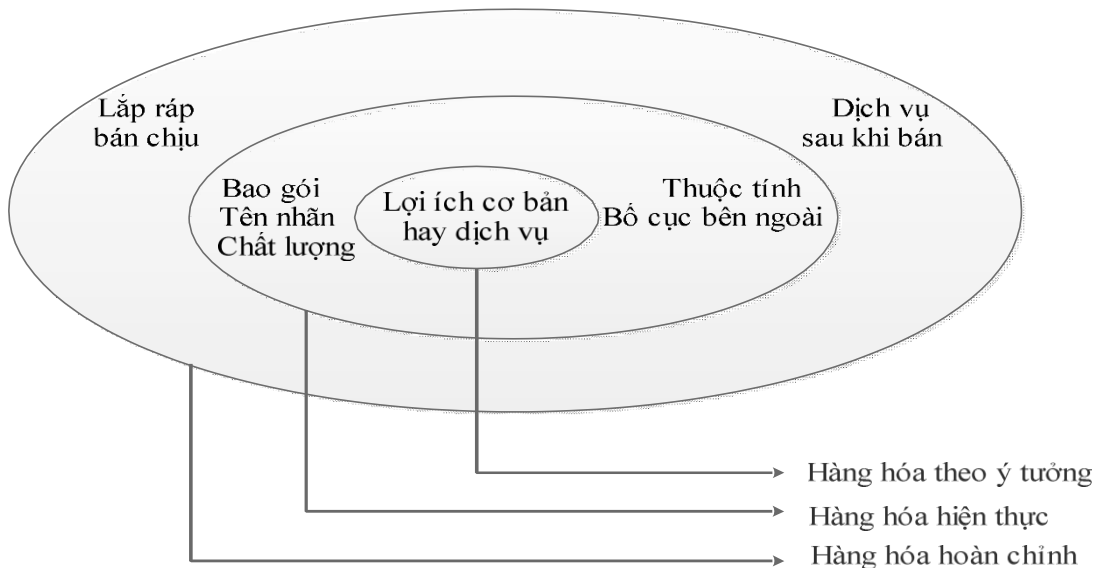 Lắp ráp
bán chịu
Dịch vụ
sau khi bán
Bao gói
Tên nhãn
Chất lượng
Lợi ích cơ bản
hay dịch vụ
Thuộc tính
Bố cục bên ngoài
Hàng hóa theo ý tưởng
Hàng hóa hiện thực
Hàng hóa hoàn chỉnh